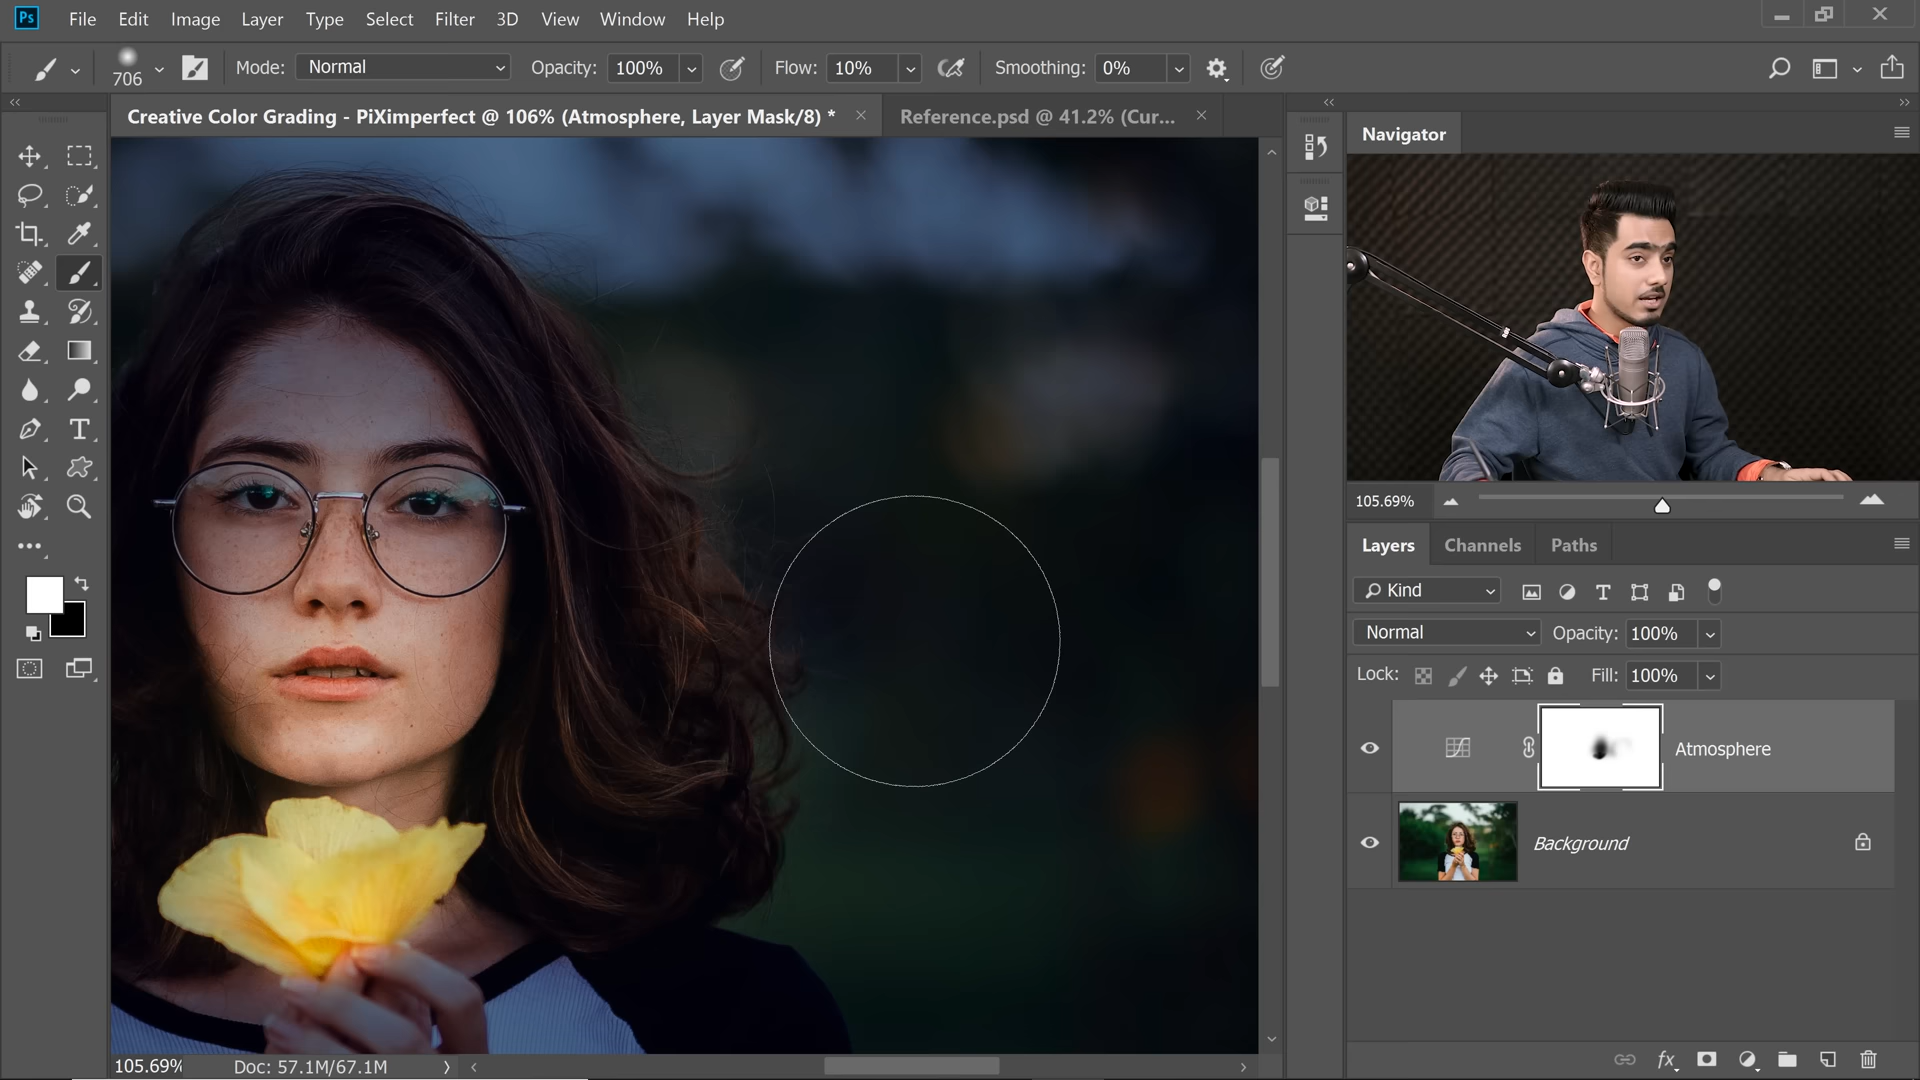 Ps File Edit Image Layer Type Select Filter 3D View Window Help
706 Mode: Normal Opacity: 100% Flow: 10% Smoothing: 0%
Creative Color Grading - PiXimperfect @ 106% (Atmosphere, Layer Mask/8) * Reference.psd @ 41.2% (Cur...
Navigator
105.69%
Layers Channels Paths
Kind
Normal Opacity: 100%
Lock: Fill: 100%
Atmosphere
Background
fx
105.69% Doc: 57.1M/67.1M